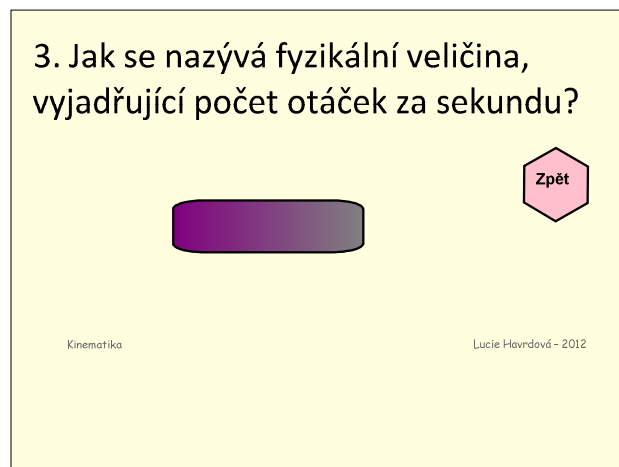 3. Jak se nazývá fyzikální veličina,
vyjadřující počet otáček za sekundu?
Zpět
Kinematika
Lucie Havrdová – 2012